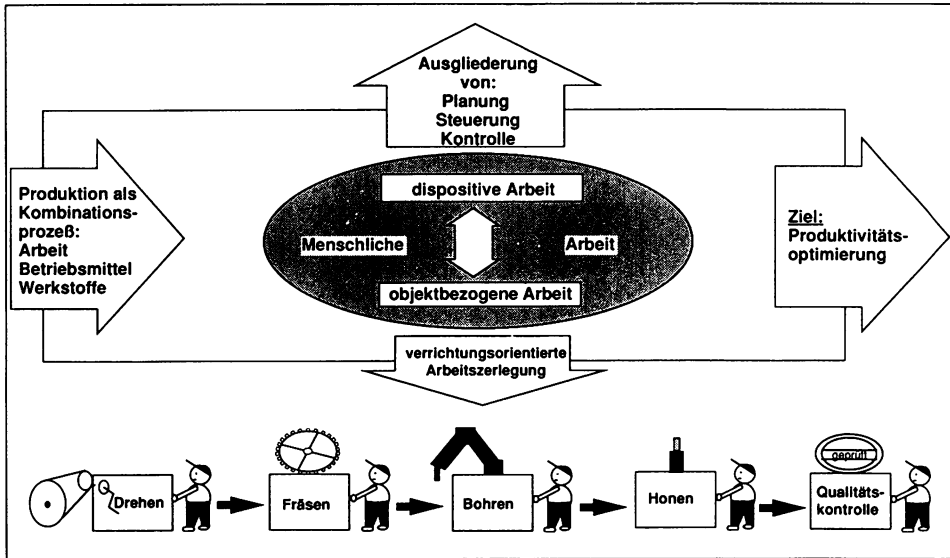 Ausgliederung
von:
Planung
Steuerung
Kontrolle
Produktion als
Kombinations-
prozeß:
Arbeit
Betriebsmittel
Werkstoffe
dispositive Arbeit
Menschliche
Arbeit
objektbezogene Arbeit
Ziel:
Produktivitäts-
optimierung
verrichtungsorientierte
Arbeitszerlegung
Drehen
Fräsen
Bohren
Honen
geprüft
Qualitäts-
kontrolle